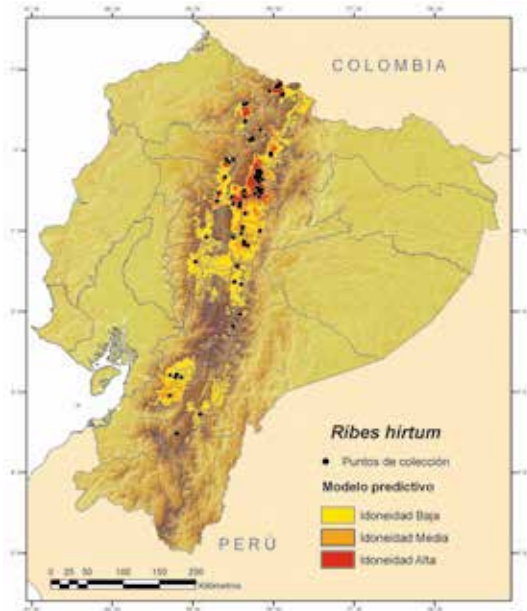 COLOMBIA
Ribes hirtum
Puntos de colección
Modelo predictivo
Idoneidad Baja
Idoneidad Media
Idoneidad Alta
PERÚ
0 25 50 100 150 200
Kilómetros